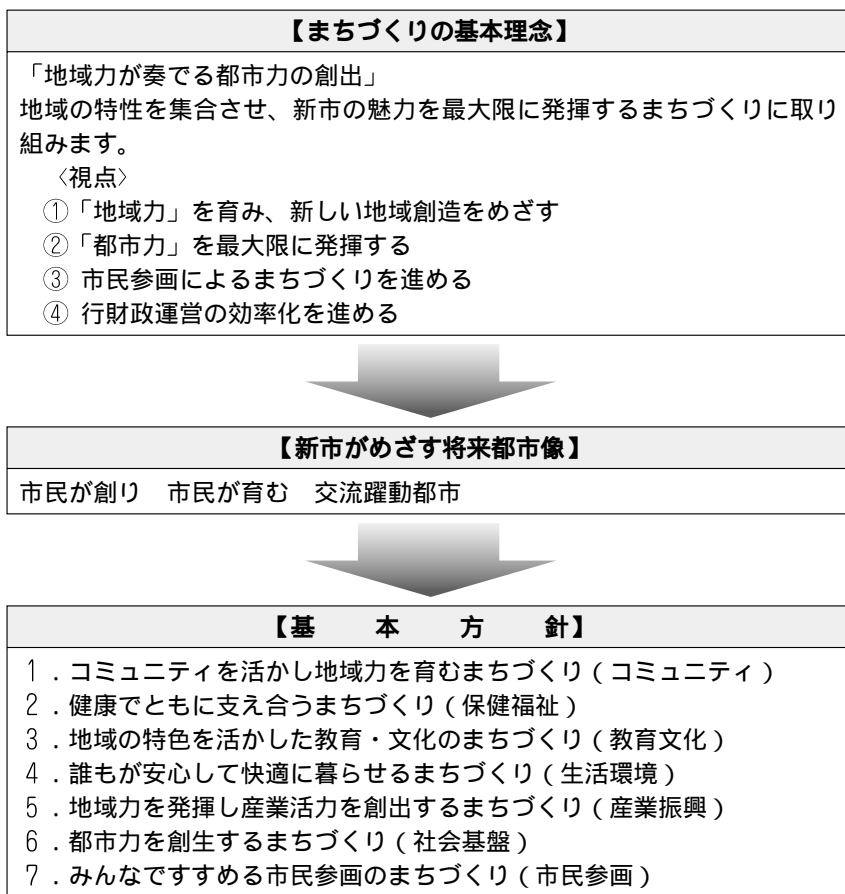 【まちづくりの基本理念】
「地域力が奏でる都市力の創出」
地域の特性を集合させ、新市の魅力を最大限に発揮するまちづくりに取り
組みます。
〈視点〉
①「地域力」を育み、新しい地域創造をめざす
②「都市力」を最大限に発揮する
③ 市民参画によるまちづくりを進める
④ 行財政運営の効率化を進める
【新市がめざす将来都市像】
市民が創り　市民が育む　交流躍動都市
【基　本　方　針】
1．コミュニティを活かし地域力を育むまちづくり（コミュニティ）
2．健康でともに支え合うまちづくり（保健福祉）
3．地域の特色を活かした教育・文化のまちづくり（教育文化）
4．誰もが安心して快適に暮らせるまちづくり（生活環境）
5．地域力を発揮し産業活力を創出するまちづくり（産業振興）
6．都市力を創生するまちづくり（社会基盤）
7．みんなですすめる市民参画のまちづくり（市民参画）